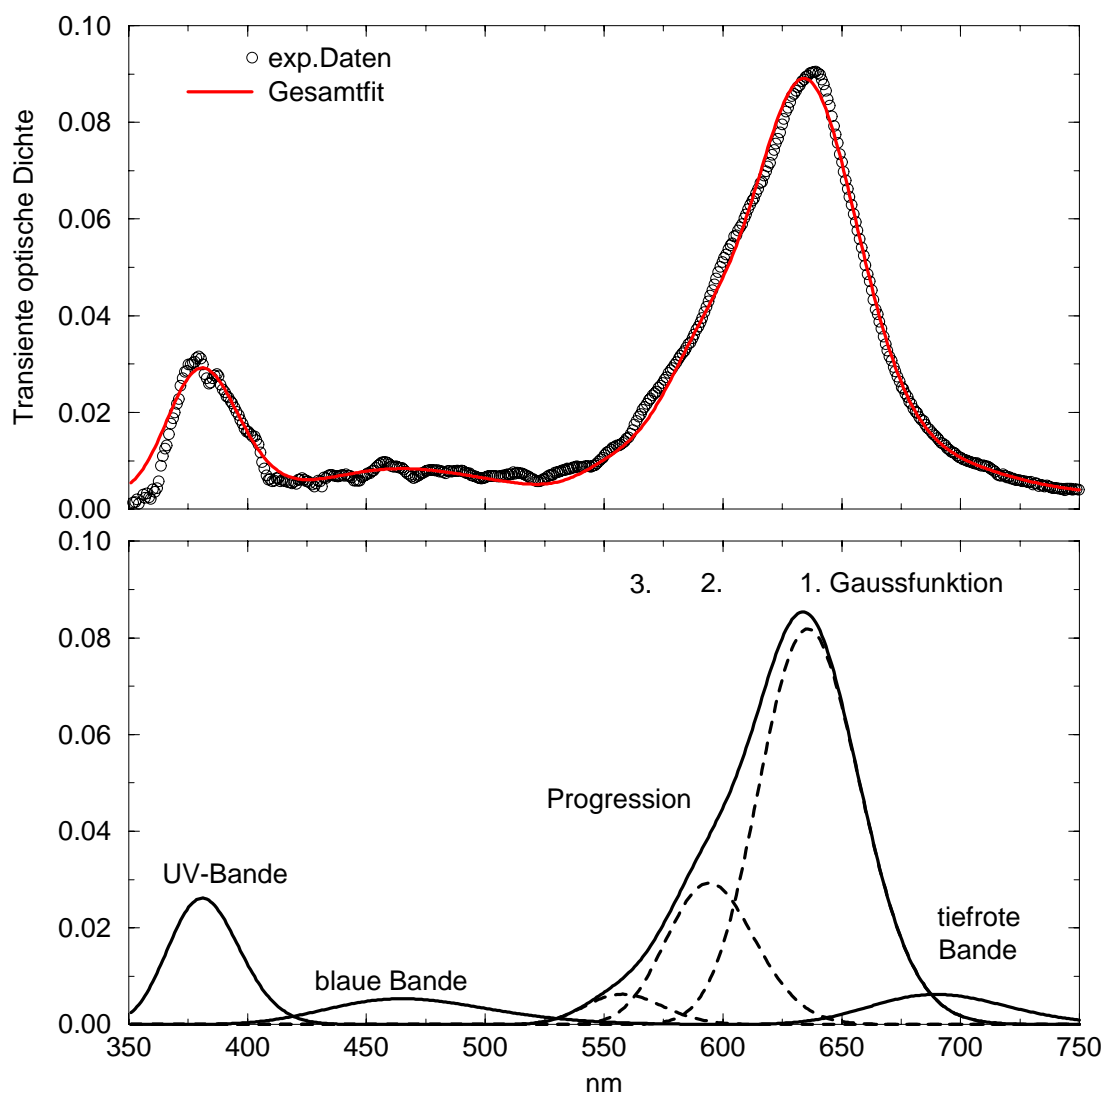 0.10
0.08
0.06
0.04
0.02
0.00
Transiente optische Dichte
exp.Daten
Gesamtfit
0.10
0.08
0.06
0.04
0.02
0.00
3. 2. 1. Gaussfunktion
Progression
UV-Bande
blaue Bande
tiefrote
Bande
350 400 450 500 550 600 650 700 750
nm